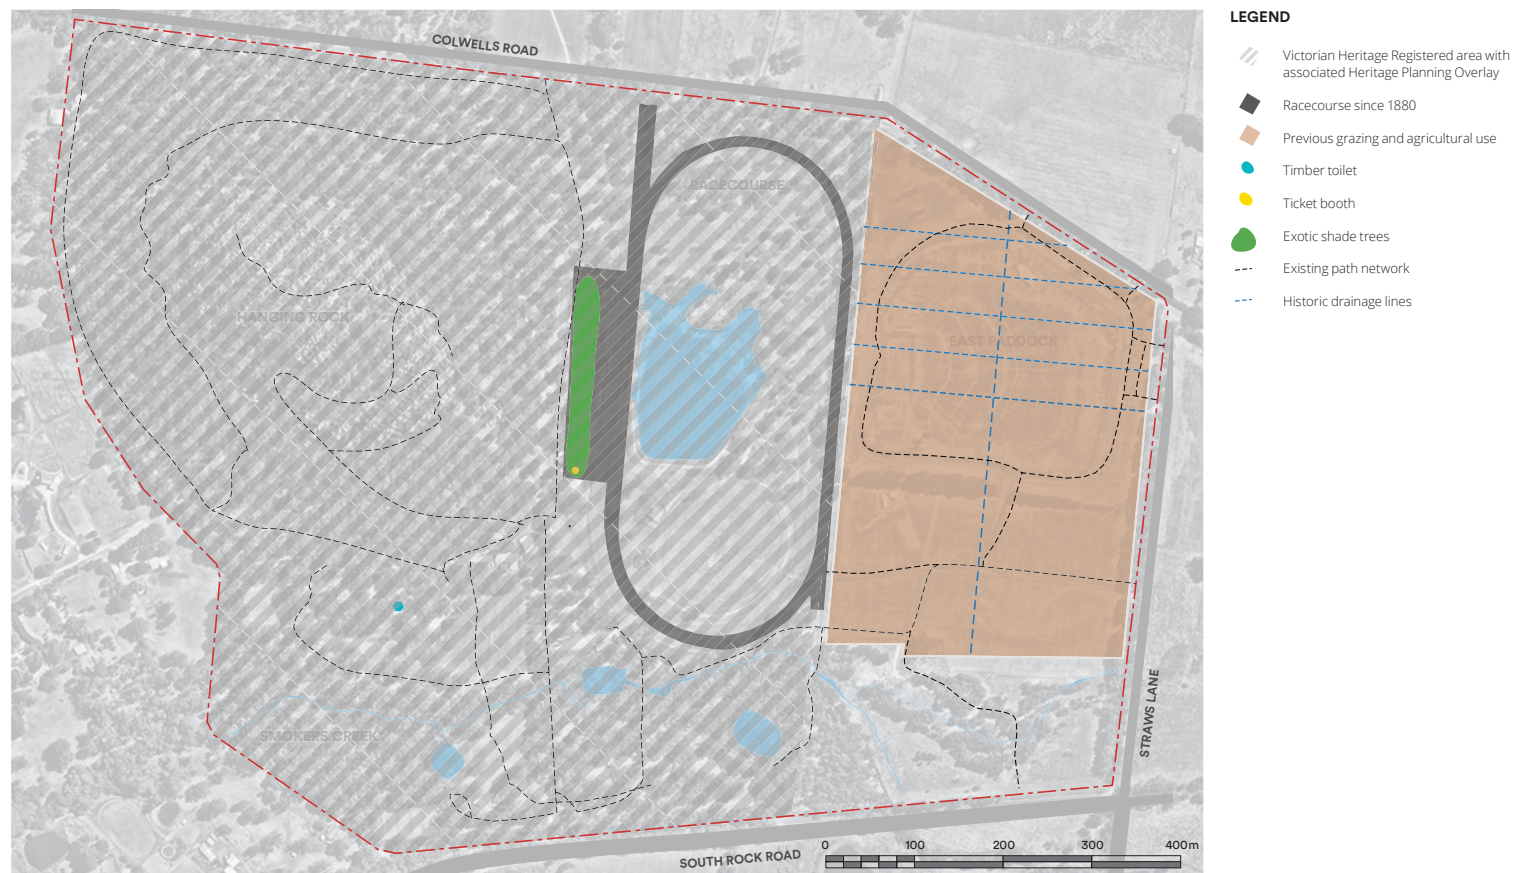 COLWELLS ROAD
RACECOURSE
HANGING ROCK
EAST PADDOCK
SMOKERS CREEK
STRAWS LANE
SOUTH ROCK ROAD
0 100 200 300 400m
LEGEND
Victorian Heritage Registered area with
associated Heritage Planning Overlay
Racecourse since 1880
Previous grazing and agricultural use
Timber toilet
Ticket booth
Exotic shade trees
Existing path network
Historic drainage lines